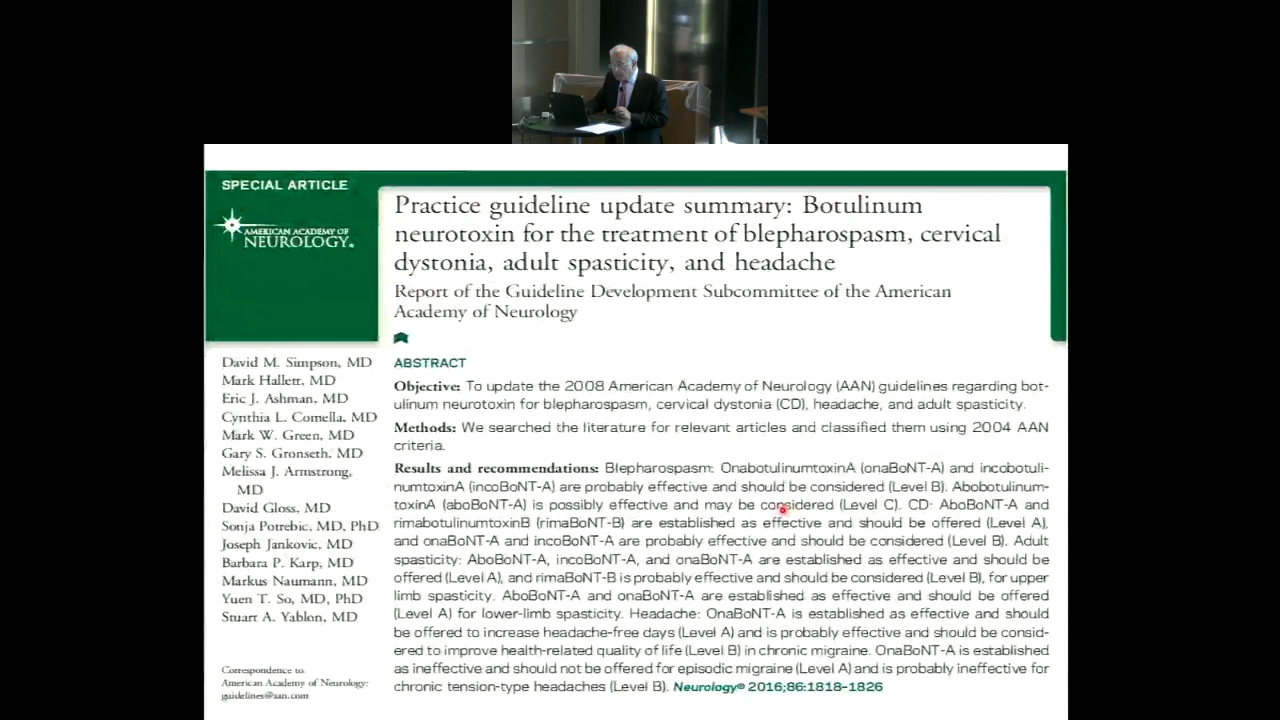 SPECIAL ARTICLE
AMERICAN ACADEMY OF
NEUROLOGY®
Practice guideline update summary: Botulinum
neurotoxin for the treatment of blepharospasm, cervical
dystonia, adult spasticity, and headache
Report of the Guideline Development Subcommittee of the American
Academy of Neurology
David M. Simpson, MD
Mark Hallett, MD
Eric J. Ashman, MD
Cynthia L. Comella, MD
Mark W. Green, MD
Gary S. Gronseth, MD
Melissa J. Armstrong,
MD
David Gloss, MD
Sonja Potrebic, MD, PhD
Joseph Jankovic, MD
Barbara P. Karp, MD
Markus Naumann, MD
Yuen T. So, MD, PhD
Stuart A. Yablon, MD
Correspondence to
American Academy of Neurology:
guidelines@aan.com
ABSTRACT
Objective: To update the 2008 American Academy of Neurology (AAN) guidelines regarding bot-
ulinum neurotoxin for blepharospasm, cervical dystonia (CD), headache, and adult spasticity.
Methods: We searched the literature for relevant articles and classified them using 2004 AAN
criteria.
Results and recommendations: Blepharospasm: OnabotulinumtoxinA (onaBoNT-A) and incobotuli-
numtoxinA (incoBoNT-A) are probably effective and should be considered (Level B). Abobotulinum-
toxinA (aboBoNT-A) is possibly effective and may be considered (Level C). CD: AboBoNT-A and
rimabotulinumtoxinB (rimaBoNT-B) are established as effective and should be offered (Level A),
and onaBoNT-A and incoBoNT-A are probably effective and should be considered (Level B). Adult
spasticity: AboBoNT-A, incoBoNT-A, and onaBoNT-A are established as effective and should be
offered (Level A), and rimaBoNT-B is probably effective and should be considered (Level B), for upper
limb spasticity. AboBoNT-A and onaBoNT-A are established as effective and should be offered
(Level A) for lower-limb spasticity. Headache: OnaBoNT-A is established as effective and should
be offered to increase headache-free days (Level A) and is probably effective and should be consid-
ered to improve health-related quality of life (Level B) in chronic migraine. OnaBoNT-A is established
as ineffective and should not be offered for episodic migraine (Level A) and is probably ineffective for
chronic tension-type headaches (Level B). Neurology® 2016;86:1818–1826